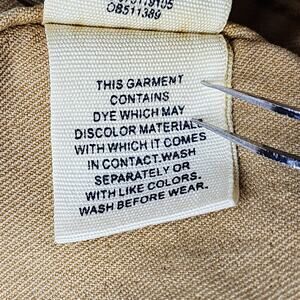 OB511389
THIS GARMENT
CONTAINS
DYE WHICH MAY
DISCOLOR MATERIALS
WITH WHICH IT COMES
IN CONTACT.WASH
SEPARATELY OR
WITH LIKE COLORS.
WASH BEFORE WEAR.